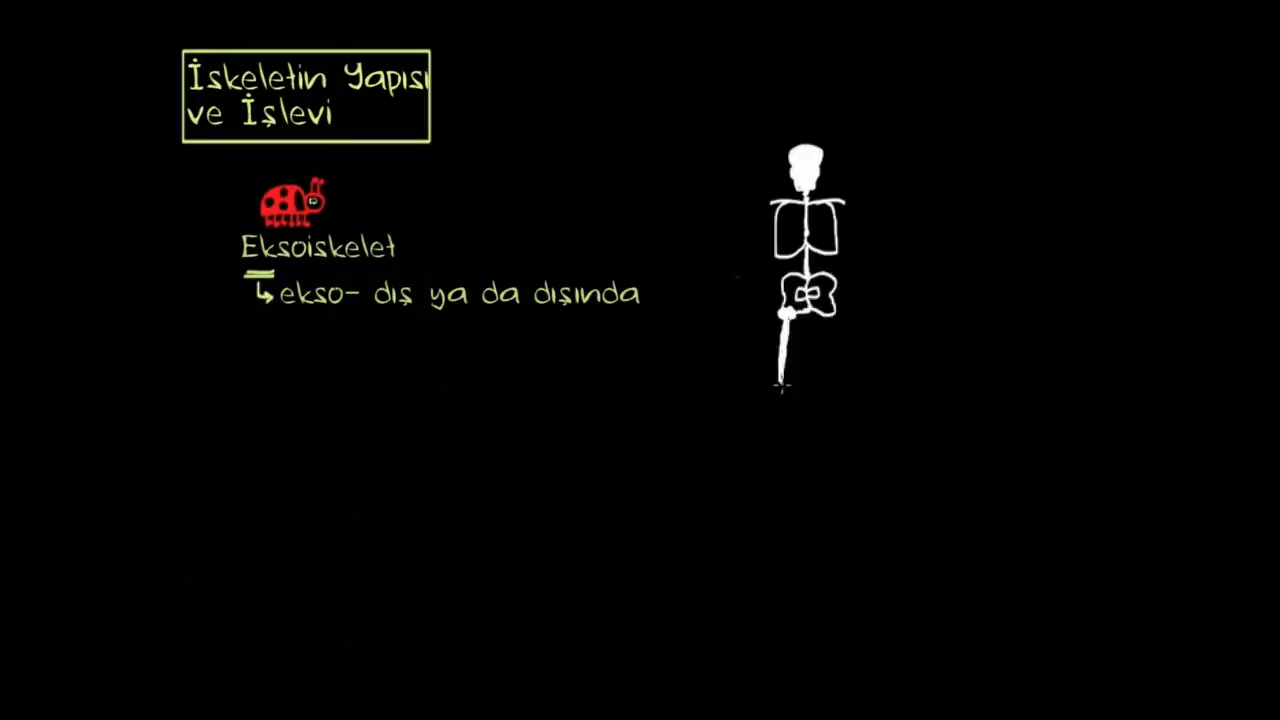 İskeletin Yapısı
ve İşlevi
Eksoiskelet
ekso- dış ya da dışında